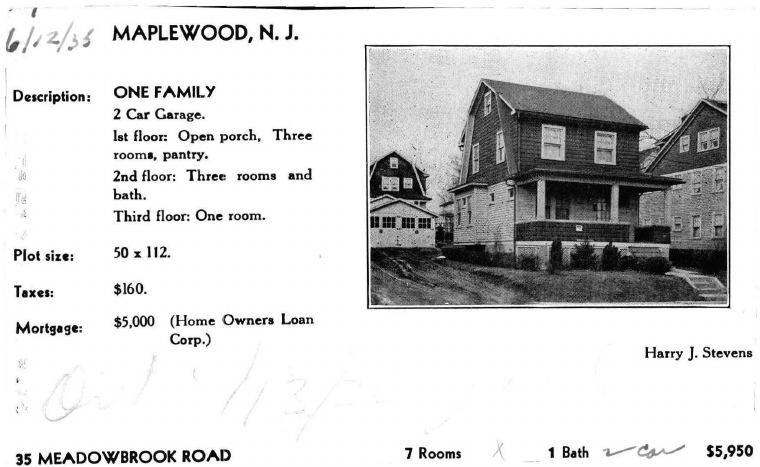 6/12/35
MAPLEWOOD, N. J.
Description: ONE FAMILY
2 Car Garage.
1st floor: Open porch, Three
rooms, pantry.
2nd floor: Three rooms and
bath.
Third floor: One room.
Plot size: 50 x 112.
Taxes: $160.
Mortgage: $5,000 (Home Owners Loan
Corp.)
Harry J. Stevens
35 MEADOWBROOK ROAD 7 Rooms X 1 Bath 2 car $5,950